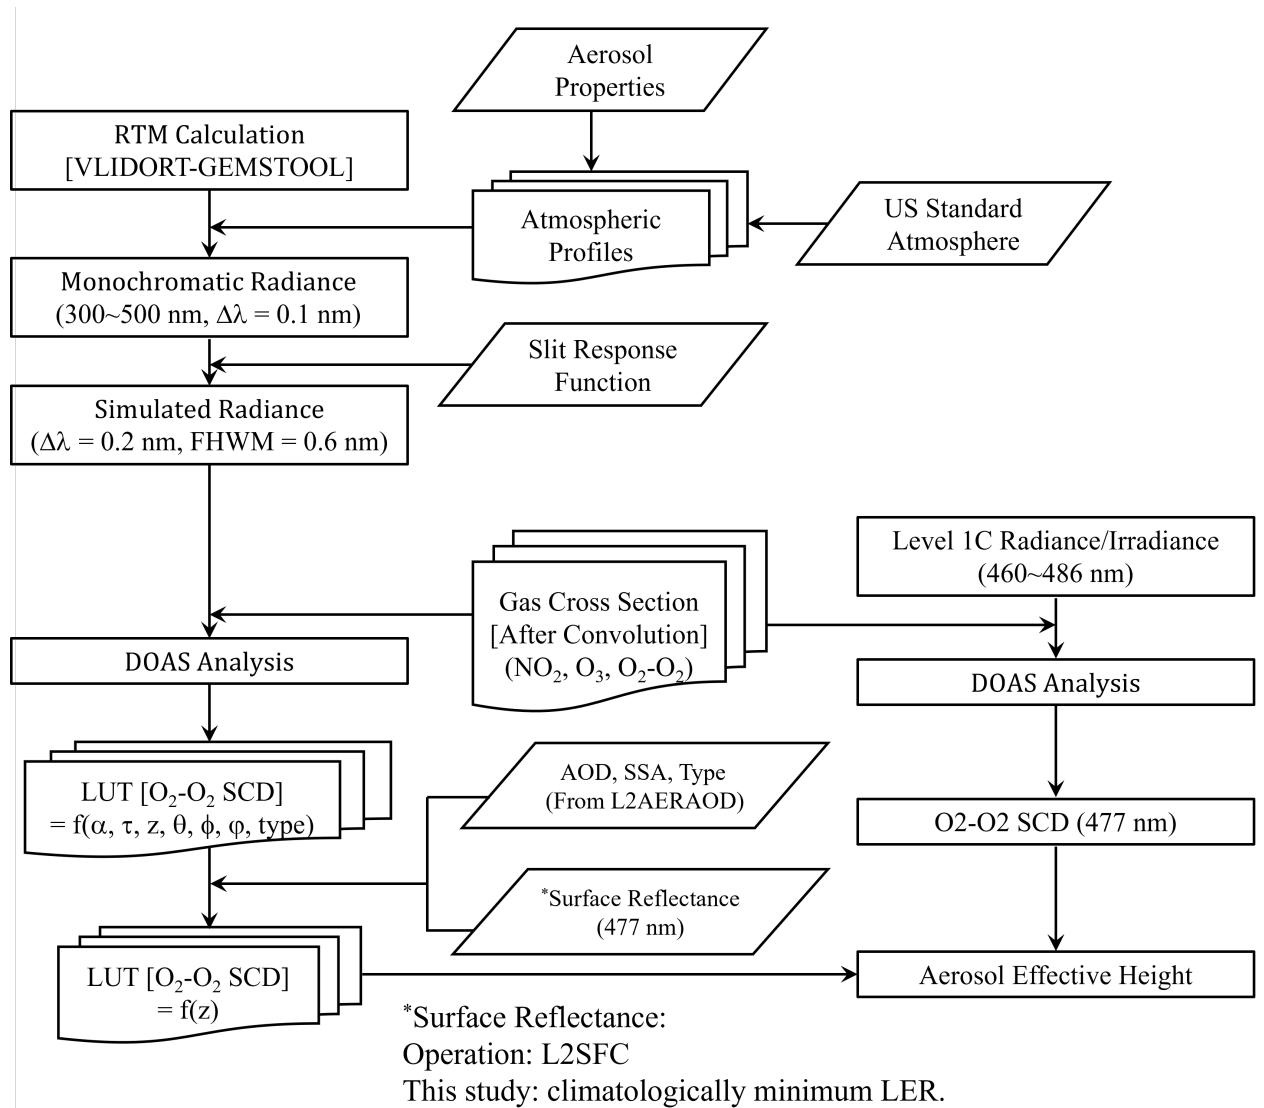 Aerosol
Properties
RTM Calculation
[VLIDORT-GEMSTOOL]
Atmospheric
Profiles
US Standard
Atmosphere
Monochromatic Radiance
(300~500 nm, Δλ = 0.1 nm)
Slit Response
Function
Simulated Radiance
(Δλ = 0.2 nm, FHWM = 0.6 nm)
Level 1C Radiance/Irradiance
(460~486 nm)
Gas Cross Section
[After Convolution]
(NO₂, O₃, O₂-O₂)
DOAS Analysis
DOAS Analysis
LUT [O₂-O₂ SCD]
= f(α, τ, z, θ, ϕ, φ, type)
AOD, SSA, Type
(From L2AERAOD)
O2-O2 SCD (477 nm)
*Surface Reflectance
(477 nm)
LUT [O₂-O₂ SCD]
= f(z)
Aerosol Effective Height
*Surface Reflectance:
Operation: L2SFC
This study: climatologically minimum LER.